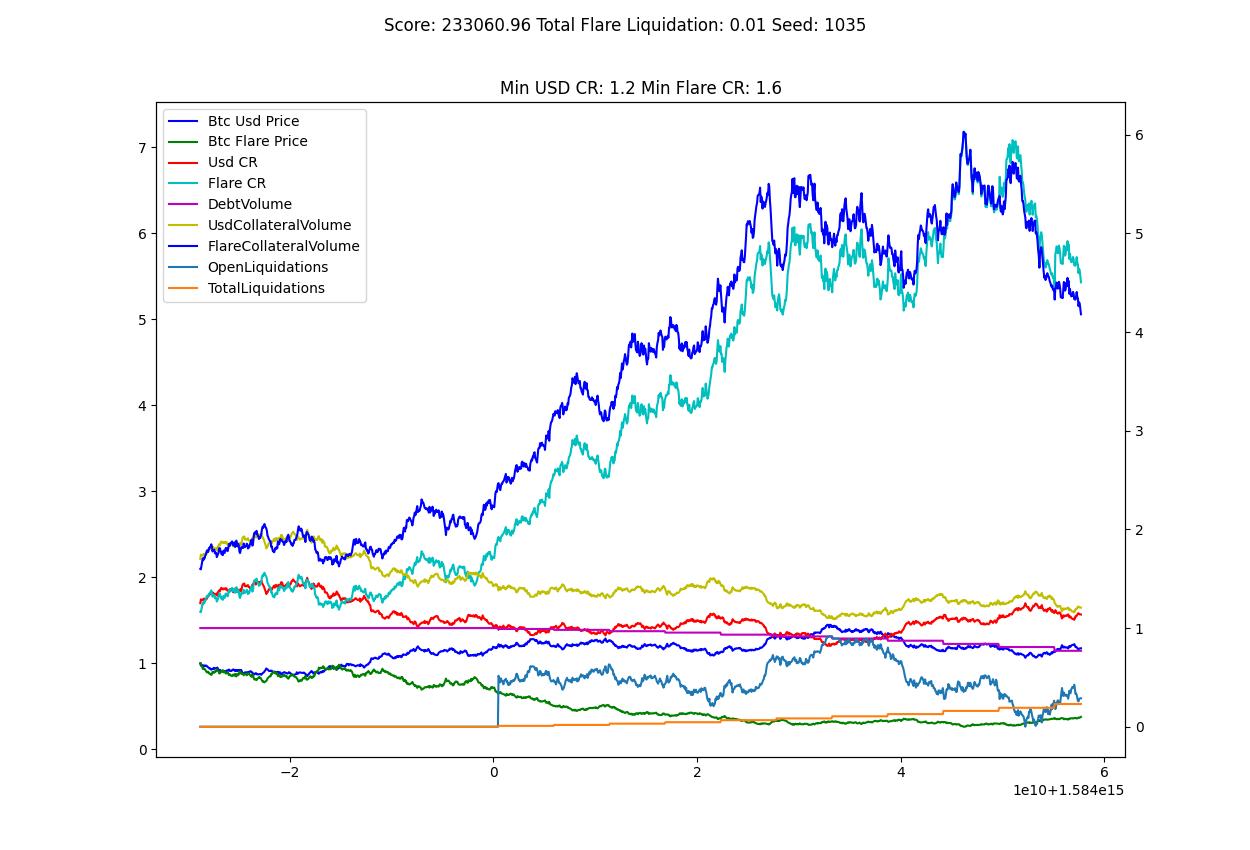 Score: 233060.96 Total Flare Liquidation: 0.01 Seed: 1035
Min USD CR: 1.2 Min Flare CR: 1.6
Btc Usd Price
Btc Flare Price
Usd CR
Flare CR
DebtVolume
UsdCollateralVolume
FlareCollateralVolume
OpenLiquidations
TotalLiquidations
7
6
5
4
3
2
1
0
6
5
4
3
2
1
0
−2 0 2 4 6
1e10+1.584e15